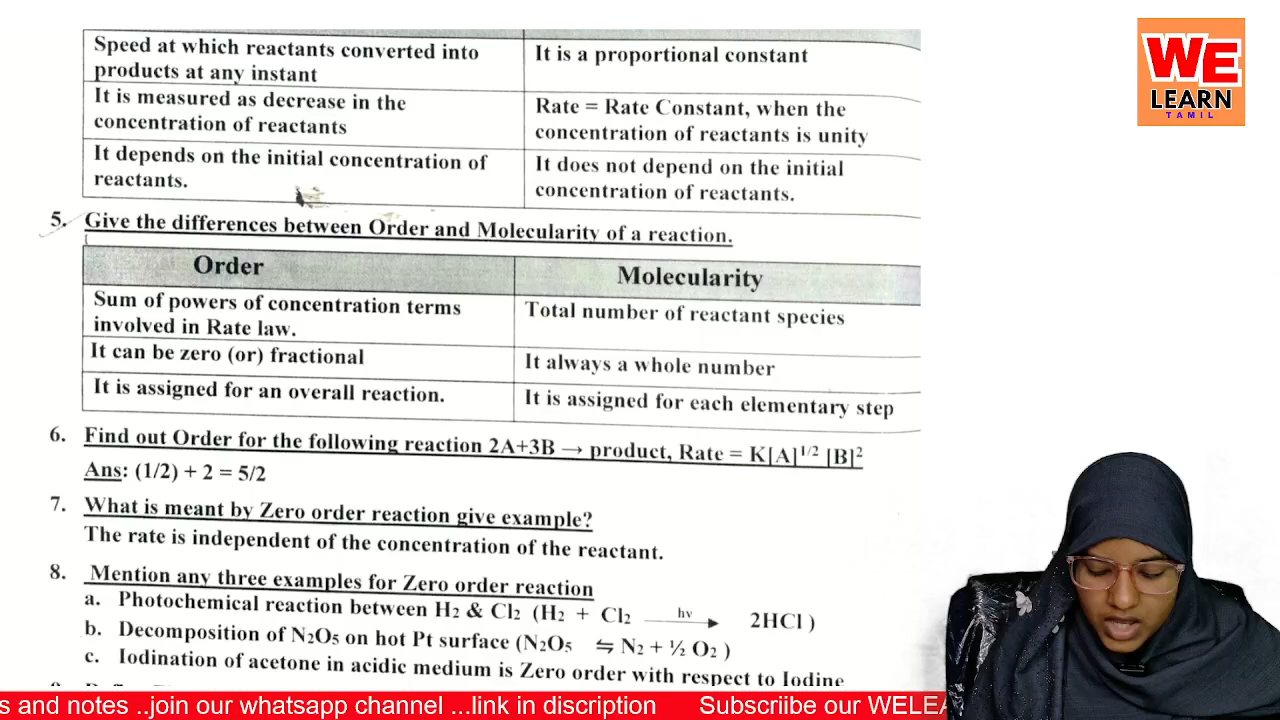 Speed at which reactants converted into
products at any instant
It is a proportional constant
It is measured as decrease in the
concentration of reactants
Rate = Rate Constant, when the
concentration of reactants is unity
It depends on the initial concentration of
reactants.
It does not depend on the initial
concentration of reactants.
5. Give the differences between Order and Molecularity of a reaction.
Order
Molecularity
Sum of powers of concentration terms
involved in Rate law.
Total number of reactant species
It can be zero (or) fractional
It always a whole number
It is assigned for an overall reaction.
It is assigned for each elementary step
6. Find out Order for the following reaction 2A+3B → product, Rate = K[A]^1/2 [B]^2
Ans: (1/2) + 2 = 5/2
7. What is meant by Zero order reaction give example?
The rate is independent of the concentration of the reactant.
8. Mention any three examples for Zero order reaction
a. Photochemical reaction between H₂ & Cl₂ (H₂ + Cl₂ hν → 2HCl )
b. Decomposition of N₂O₅ on hot Pt surface (N₂O₅ ⇋ N₂ + ½ O₂ )
c. Iodination of acetone in acidic medium is Zero order with respect to Iodine
WE
LEARN
TAMIL
s and notes ..join our whatsapp channel ...link in discription Subscriibe our WELEA